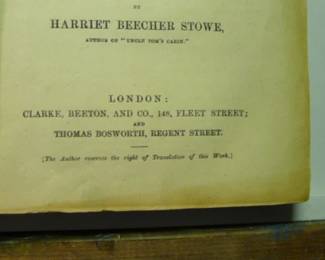 BY
HARRIET BEECHER STOWE,
AUTHOR OF "UNCLE TOM'S CABIN."
LONDON:
CLARKE, BEETON, AND CO., 148, FLEET STREET;
AND
THOMAS BOSWORTH, REGENT STREET.
[The Author reserves the right of Translation of this Work.]